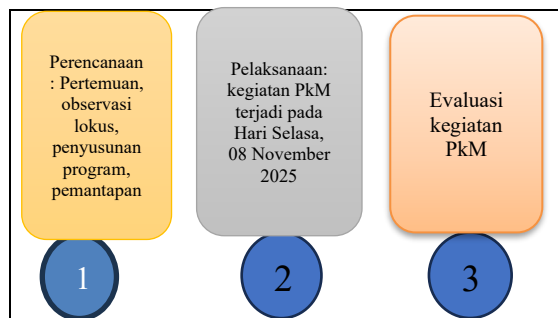 Perencanaan
: Pertemuan,
observasi
lokus,
penyusunan
program,
pemantapan
1
Pelaksanaan:
kegiatan PkM
terjadi pada
Hari Selasa,
08 November
2025
2
Evaluasi
kegiatan
PkM
3